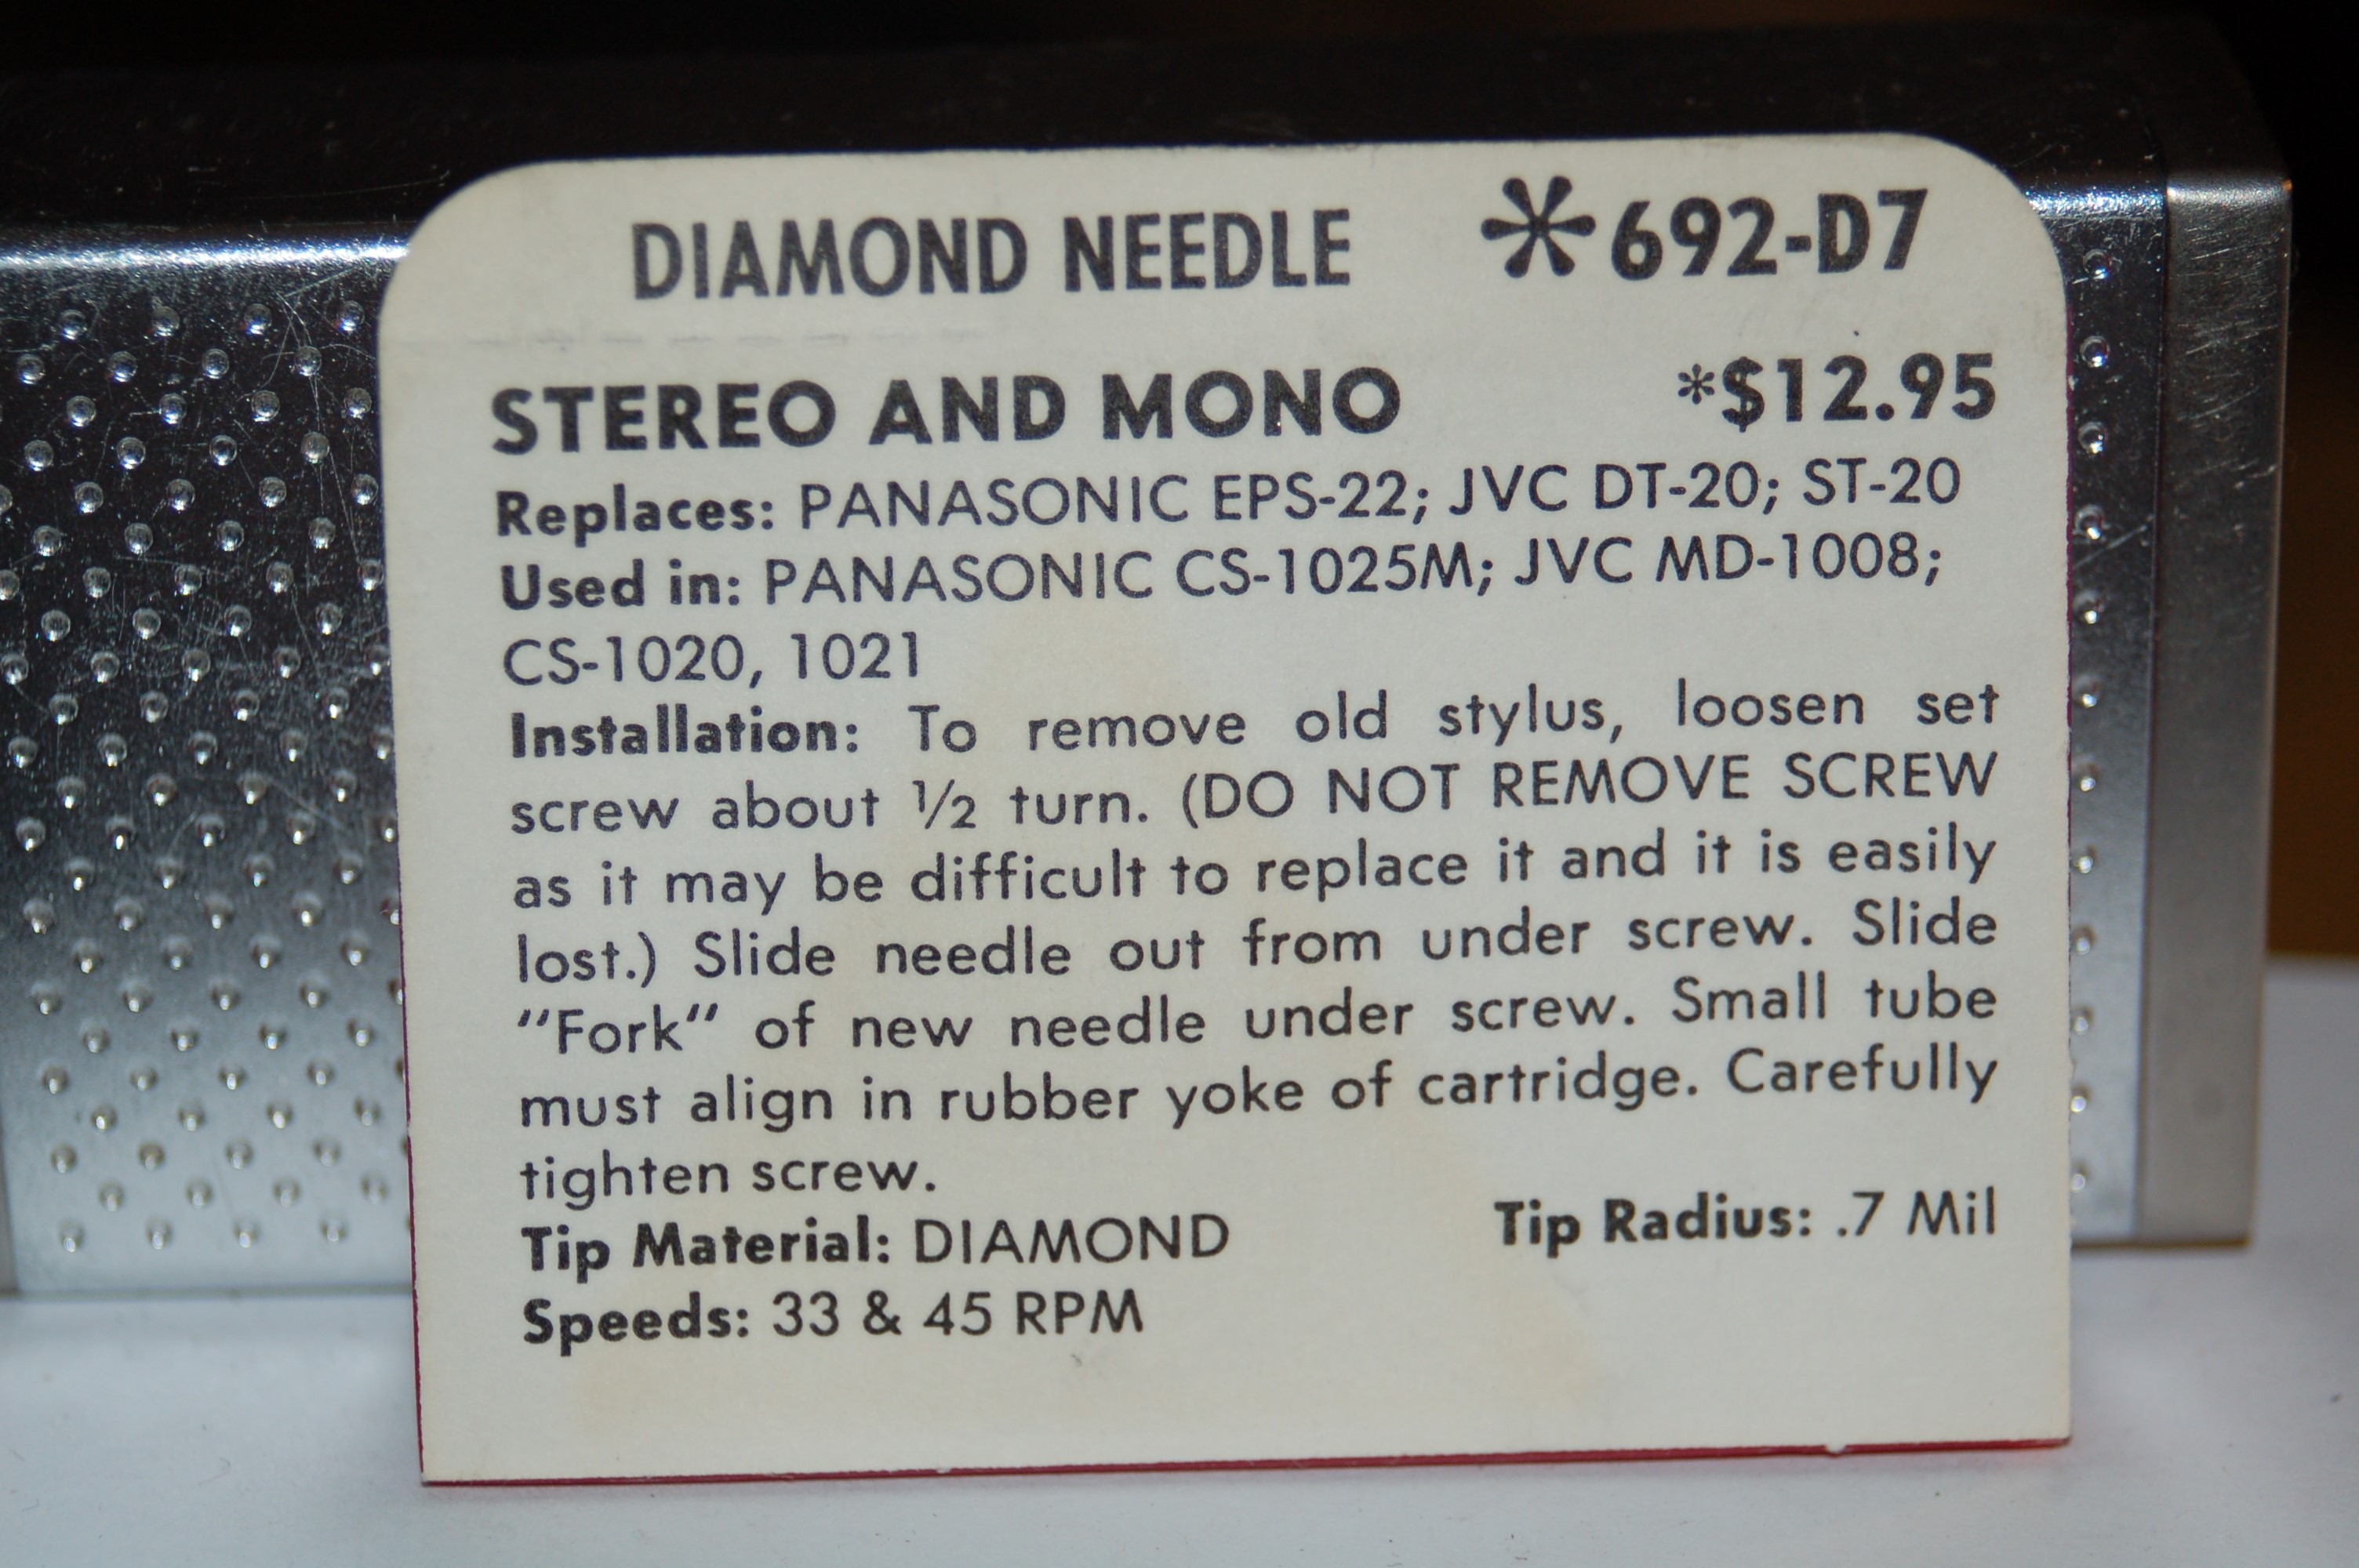 DIAMOND NEEDLE *692-D7
STEREO AND MONO *$12.95
Replaces: PANASONIC EPS-22; JVC DT-20; ST-20
Used in: PANASONIC CS-1025M; JVC MD-1008;
CS-1020, 1021
Installation: To remove old stylus, loosen set
screw about ½ turn. (DO NOT REMOVE SCREW
as it may be difficult to replace it and it is easily
lost.) Slide needle out from under screw. Slide
"Fork" of new needle under screw. Small tube
must align in rubber yoke of cartridge. Carefully
tighten screw.
Tip Material: DIAMOND Tip Radius: .7 Mil
Speeds: 33 & 45 RPM